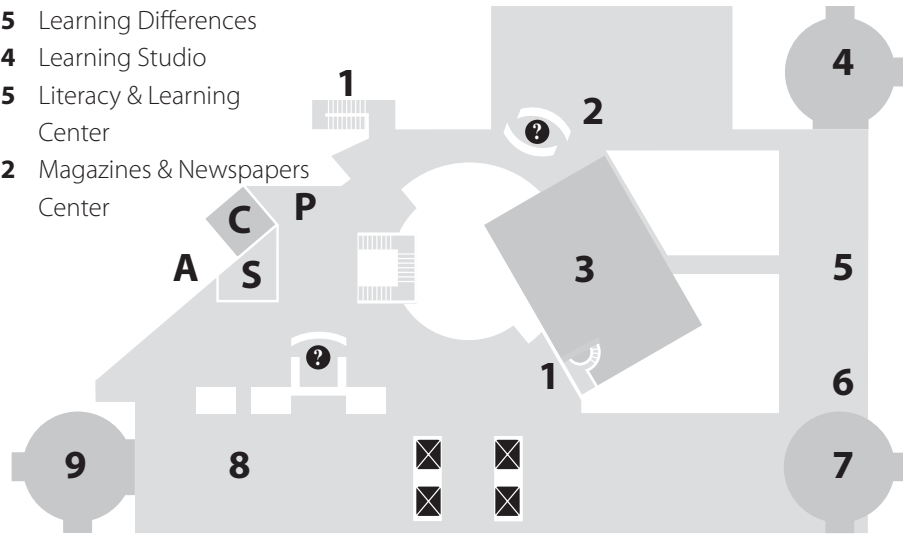 5 Learning Differences
4 Learning Studio
5 Literacy & Learning
Center
2 Magazines & Newspapers
Center
1
4
2
?
P
C
A
S
3
5
?
1
6
9
8
7